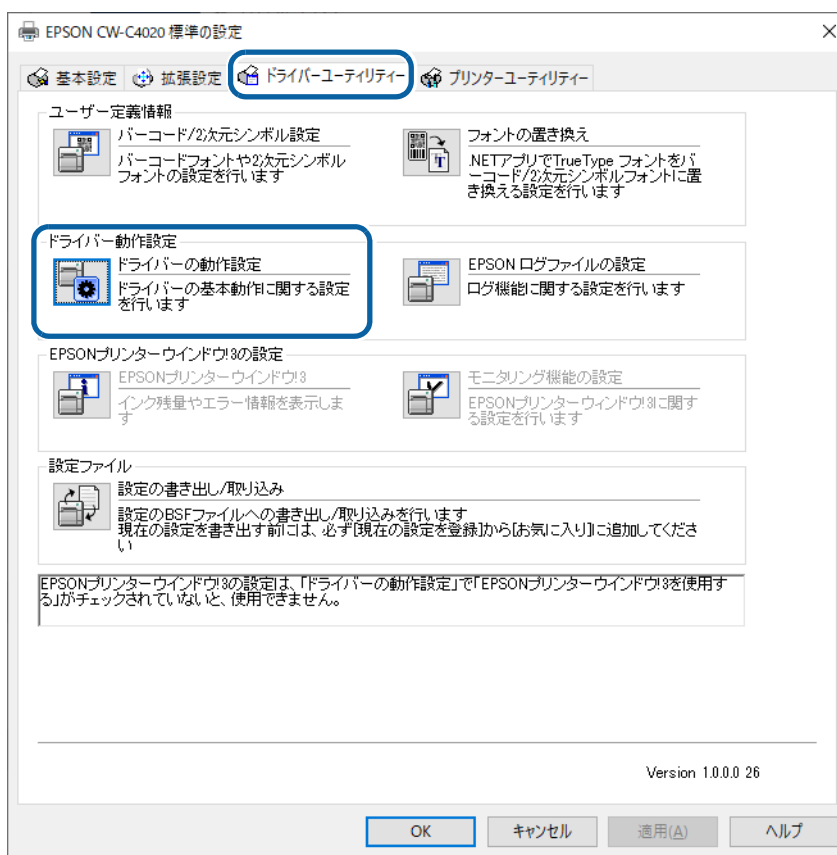 EPSON CW-C4020 標準の設定
基本設定 拡張設定 ドライバーユーティリティー プリンターユーティリティー
ユーザー定義情報
バーコード/2次元シンボル設定
バーコードフォントや2次元シンボル
フォントの設定を行います
フォントの置き換え
.NETアプリでTrueType フォントをバ
ーコード/2次元シンボルフォントに置
き換える設定を行います
ドライバー動作設定
ドライバーの動作設定
ドライバーの基本動作に関する設定
を行います
EPSON ログファイルの設定
ログ機能に関する設定を行います
EPSONプリンターウインドウ!3の設定
EPSONプリンターウインドウ!3
インク残量やエラー情報を表示しま
す
モニタリング機能の設定
EPSONプリンターウィンドウ!3に関す
る設定を行います
設定ファイル
設定の書き出し/取り込み
設定のBSFファイルへの書き出し/取り込みを行います
現在の設定を書き出す前には、必ず[現在の設定を登録]から[お気に入り]に追加してくださ
い
EPSONプリンターウインドウ!3の設定は、「ドライバーの動作設定」で「EPSONプリンターウインドウ!3を使用す
る」がチェックされていないと、使用できません。
Version 1.0.0.0 26
OK キャンセル 適用(A) ヘルプ